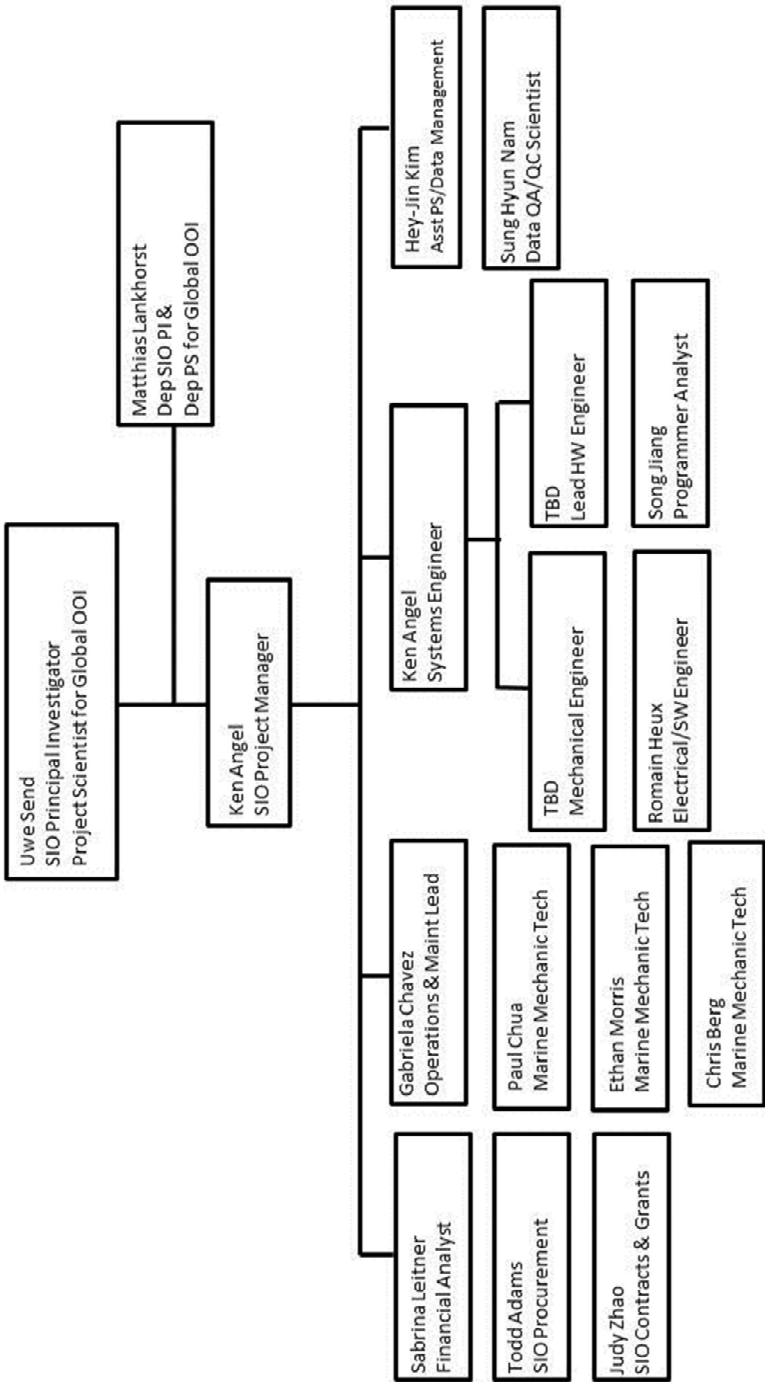 Uwe Send
SIO Principal Investigator
Project Scientist for Global OOI
Matthias Lankhorst
Dep SIO PI &
Dep PS for Global OOI
Ken Angel
SIO Project Manager
Sabrina Leitner
Financial Analyst
Todd Adams
SIO Procurement
Judy Zhao
SIO Contracts & Grants
Gabriela Chavez
Operations & Maint Lead
Paul Chua
Marine Mechanic Tech
Ethan Morris
Marine Mechanic Tech
Chris Berg
Marine Mechanic Tech
Ken Angel
Systems Engineer
TBD
Mechanical Engineer
Romain Heux
Electrical/SW Engineer
TBD
Lead HW Engineer
Song Jiang
Programmer Analyst
Hey-Jin Kim
Asst PS/Data Management
Sung Hyun Nam
Data QA/QC Scientist